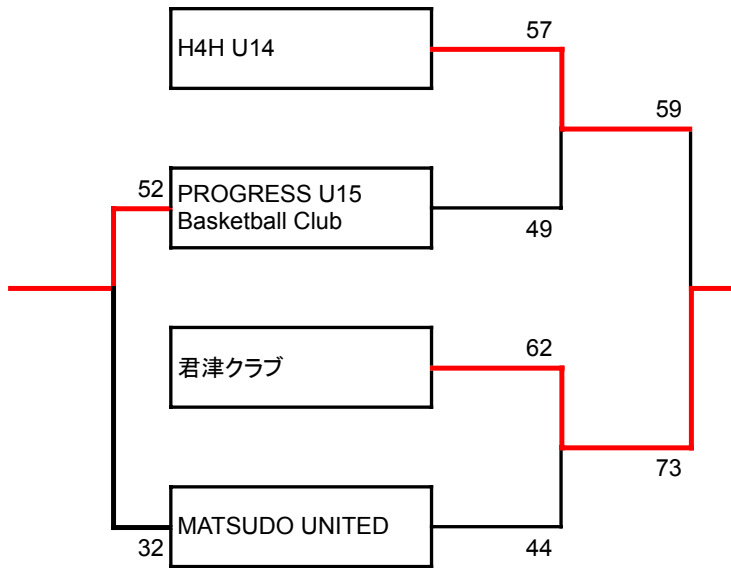 57
H4H U14
59
52
PROGRESS U15
Basketball Club
49
62
君津クラブ
73
MATSUDO UNITED
32
44